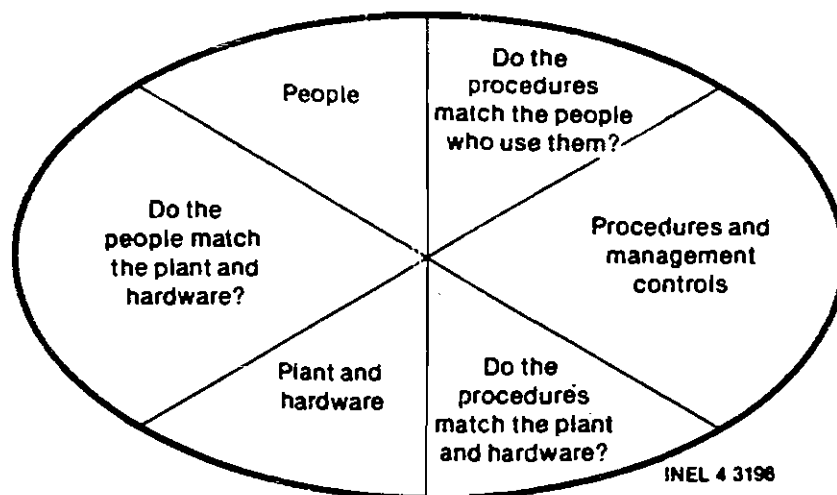 People
Do the
procedures
match the people
who use them?
Do the
people match
the plant and
hardware?
Procedures and
management
controls
Plant and
hardware
Do the
procedures
match the plant
and hardware?
INEL 4 3196